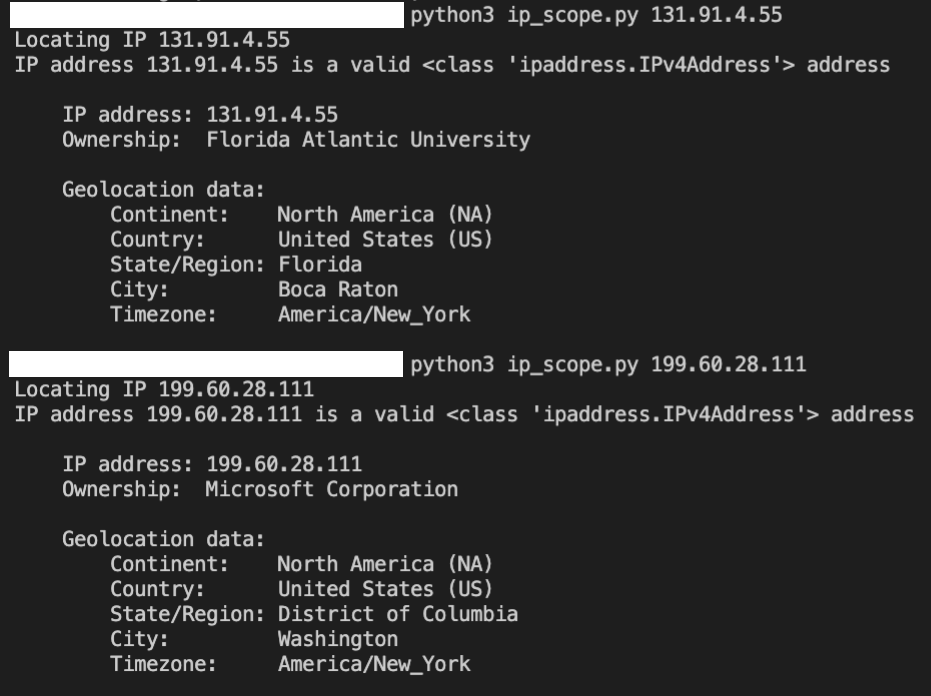 python3 ip_scope.py 131.91.4.55
Locating IP 131.91.4.55
IP address 131.91.4.55 is a valid <class 'ipaddress.IPv4Address'> address
IP address: 131.91.4.55
Ownership: Florida Atlantic University
Geolocation data:
Continent: North America (NA)
Country: United States (US)
State/Region: Florida
City: Boca Raton
Timezone: America/New_York
python3 ip_scope.py 199.60.28.111
Locating IP 199.60.28.111
IP address 199.60.28.111 is a valid <class 'ipaddress.IPv4Address'> address
IP address: 199.60.28.111
Ownership: Microsoft Corporation
Geolocation data:
Continent: North America (NA)
Country: United States (US)
State/Region: District of Columbia
City: Washington
Timezone: America/New_York